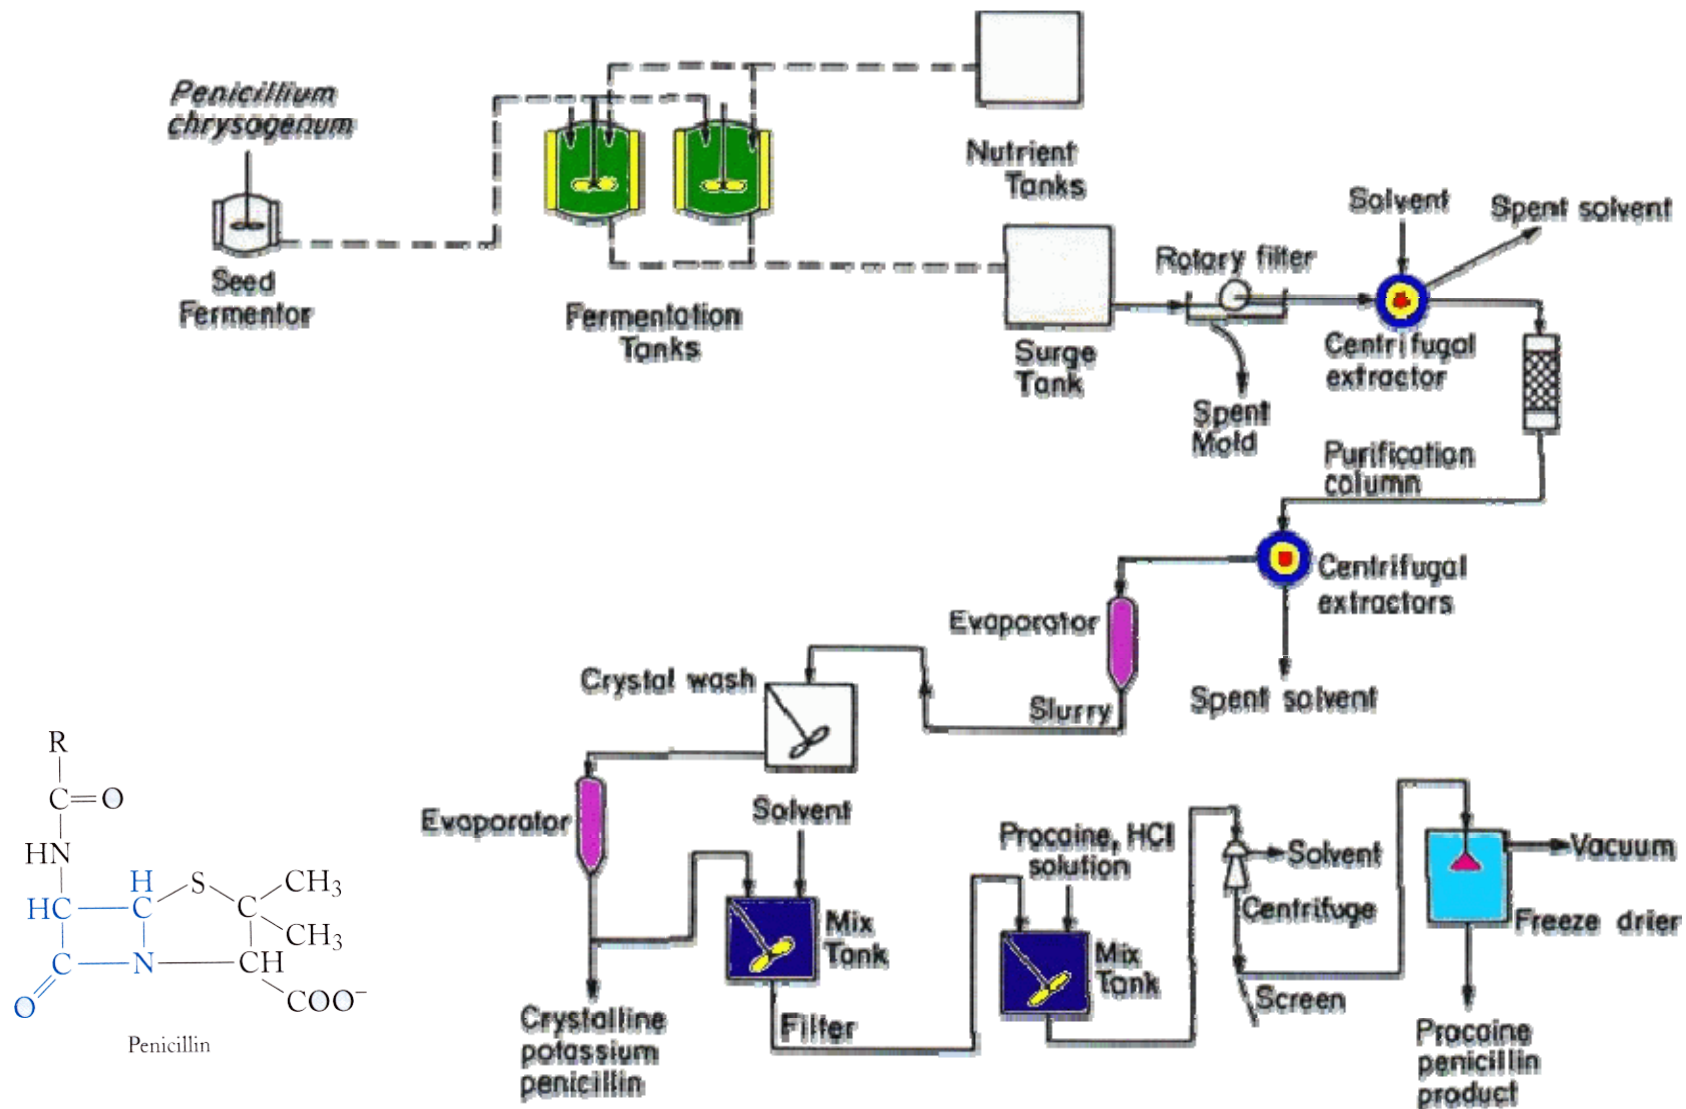 Penicillium
chrysogenum
Seed
Fermentor
Fermentation
Tanks
Nutrient
Tanks
Surge
Tank
Rotary filter
Spent
Mold
Solvent
Spent solvent
Centrifugal
extractor
Purification
column
Centrifugal
extractors
Spent solvent
Evaporator
Slurry
Crystal wash
Evaporator
Crystalline
potassium
penicillin
Solvent
Mix
Tank
Filter
Procaine, HCl
solution
Mix
Tank
Solvent
Centrifuge
Screen
Vacuum
Freeze drier
Procaine
penicillin
product
R
C=O
HN
H
S
CH3
HC
C
C
CH3
C
N
CH
O
COO−
Penicillin